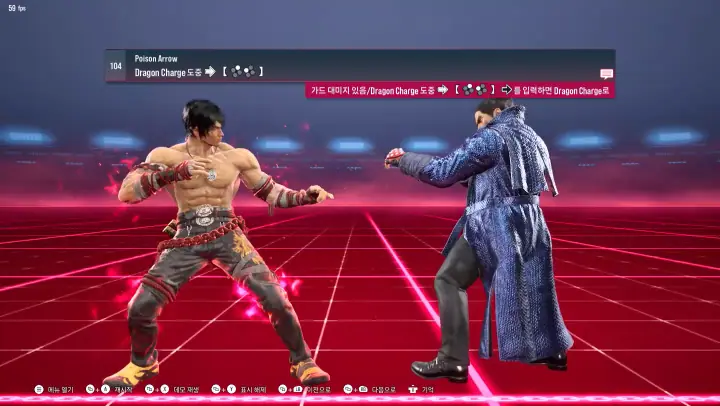 59 fps
104
Poison Arrow
Dragon Charge 도중 ➡ [ ]
가드 대미지 있음/Dragon Charge 도중 ➡ [ ] ⇨를 입력하면 Dragon Charge로
메뉴 열기 + A 재시작 + X 데모 재생 + Y 표시 해제 + LB 이전으로 + RB 다음으로 기억